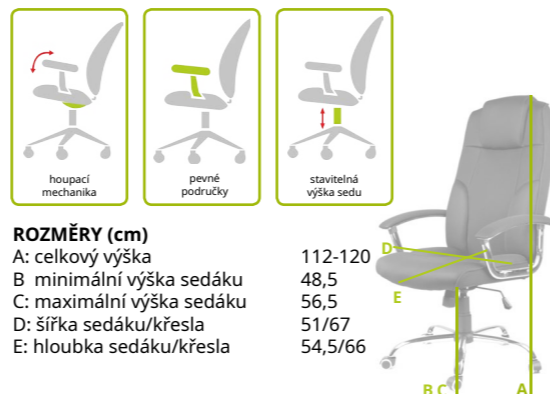 houpací
mechanika
pevné
područky
stavitelná
výška sedu
ROZMĚRY (cm)
A: celkový výška 112-120
B minimální výška sedáku 48,5
C: maximální výška sedáku 56,5
D: šířka sedáku/křesla 51/67
E: hloubka sedáku/křesla 54,5/66
D
E
B C A